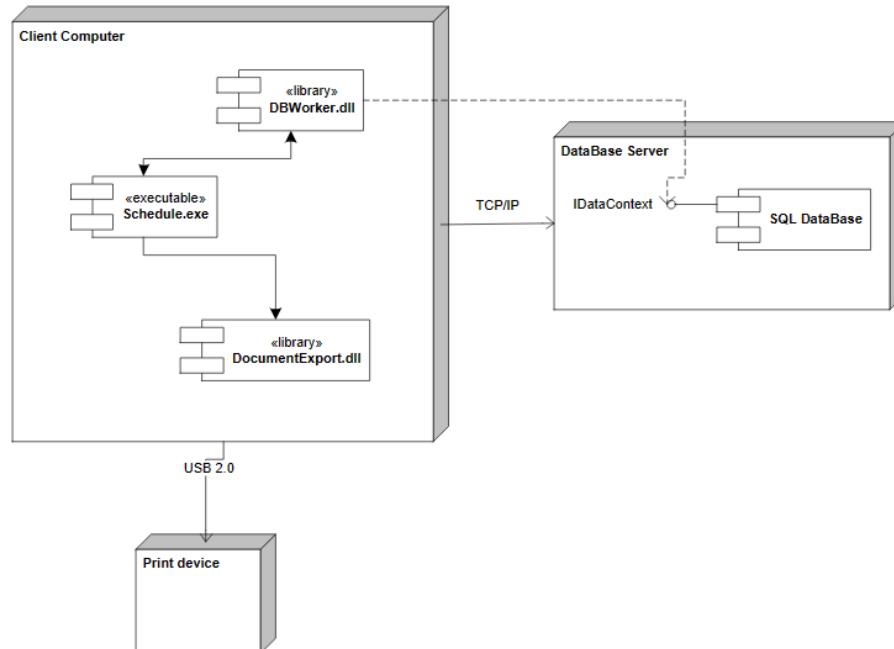 Client Computer
«library»
DBWorker.dll
«executable»
Schedule.exe
«library»
DocumentExport.dll
TCP/IP
DataBase Server
IDataContext
SQL DataBase
USB 2.0
Print device